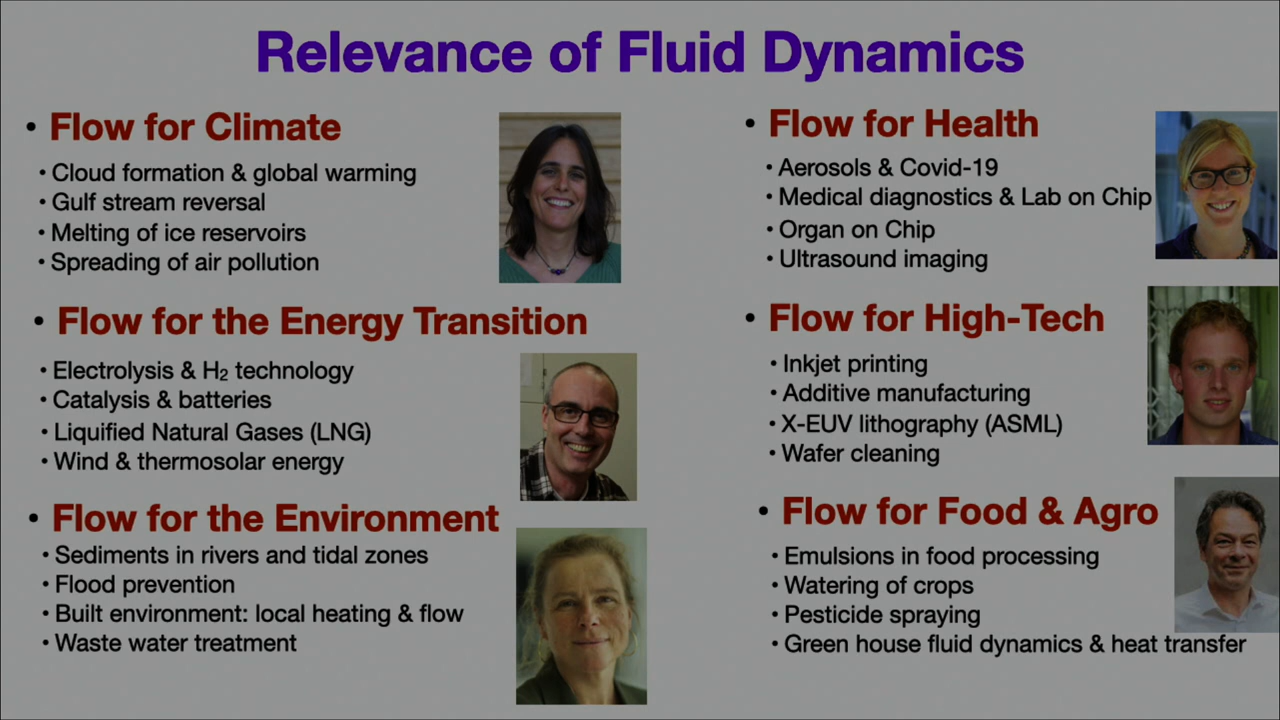 Relevance of Fluid Dynamics
• Flow for Climate
• Cloud formation & global warming
• Gulf stream reversal
• Melting of ice reservoirs
• Spreading of air pollution
• Flow for the Energy Transition
• Electrolysis & H₂ technology
• Catalysis & batteries
• Liquified Natural Gases (LNG)
• Wind & thermosolar energy
• Flow for the Environment
• Sediments in rivers and tidal zones
• Flood prevention
• Built environment: local heating & flow
• Waste water treatment
• Flow for Health
• Aerosols & Covid-19
• Medical diagnostics & Lab on Chip
• Organ on Chip
• Ultrasound imaging
• Flow for High-Tech
• Inkjet printing
• Additive manufacturing
• X-EUV lithography (ASML)
• Wafer cleaning
• Flow for Food & Agro
• Emulsions in food processing
• Watering of crops
• Pesticide spraying
• Green house fluid dynamics & heat transfer